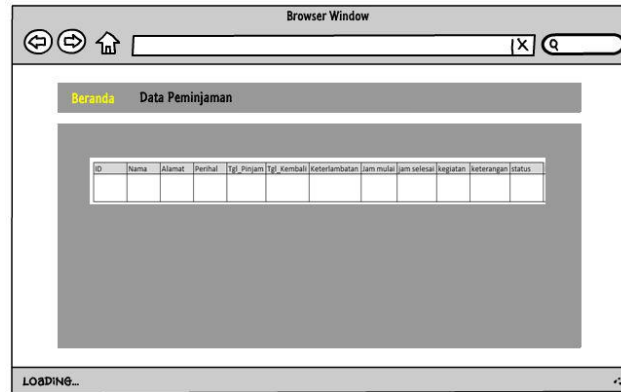 Browser Window
Beranda Data Peminjaman
ID Nama Alamat Perihal Tgl_Pinjam Tgl_Kembali Keterlambatan Jam mulai jam selesai kegiatan keterangan status
LOADING...